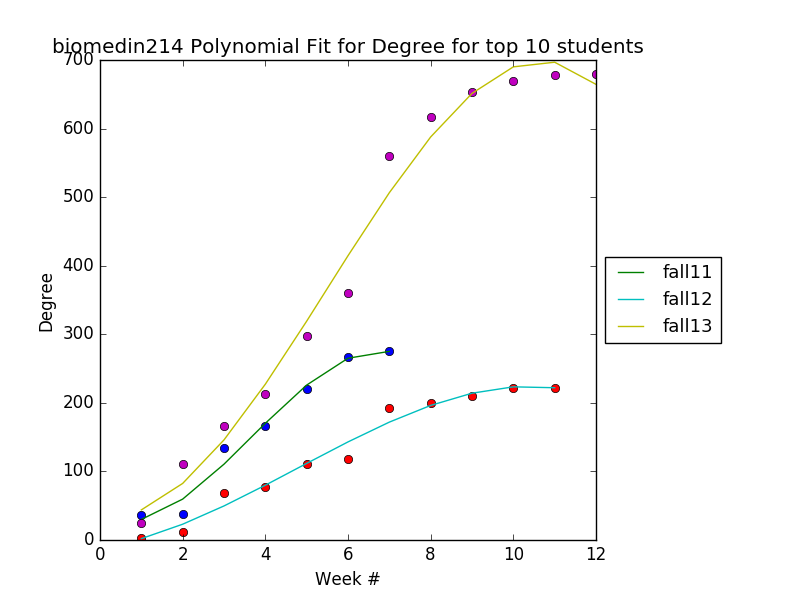 biomedin214 Polynomial Fit for Degree for top 10 students
700
600
500
400
300
200
100
0
0 2 4 6 8 10 12
Degree
Week #
fall11
fall12
fall13